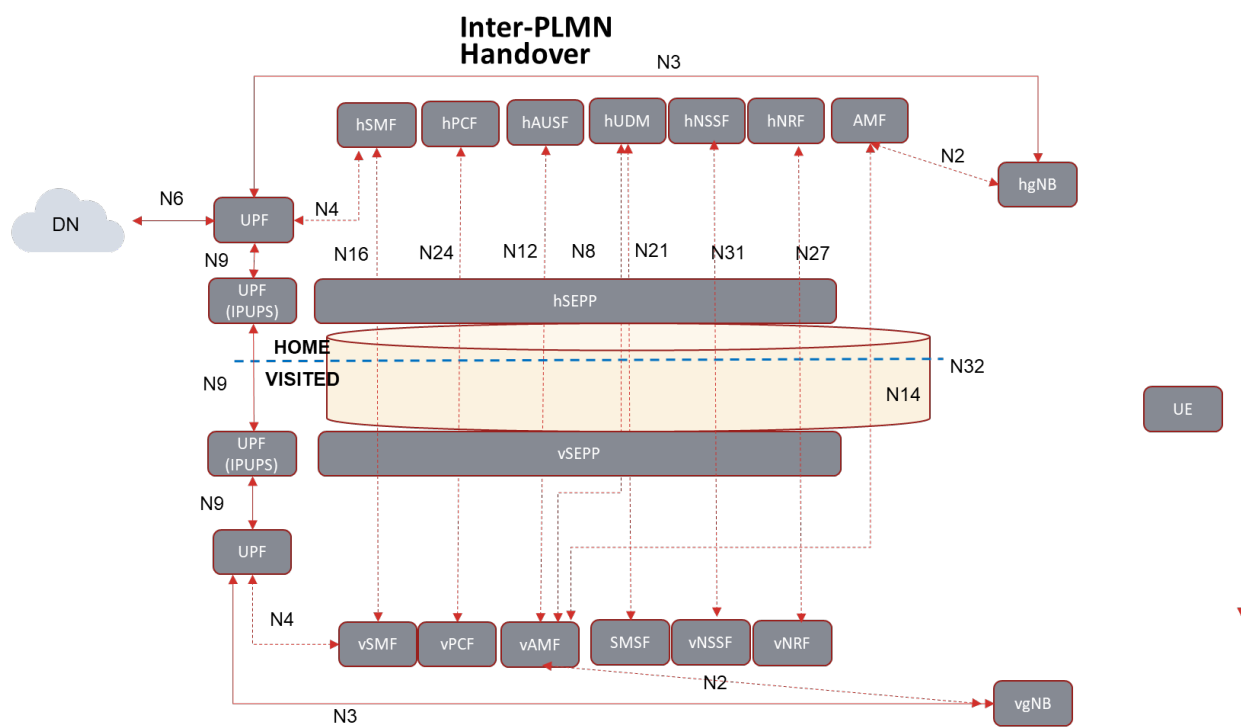 Inter-PLMN
Handover
N3
hSMF
hPCF
hAUSF
hUDM
hNSSF
hNRF
AMF
N2
hgNB
N6
DN
UPF
N4
N9
N16
N24
N12
N8
N21
N31
N27
UPF
(IPUPS)
hSEPP
HOME
N32
VISITED
N9
N14
UE
UPF
(IPUPS)
vSEPP
N9
UPF
N4
vSMF
vPCF
vAMF
SMSF
vNSSF
vNRF
N2
vgNB
N3